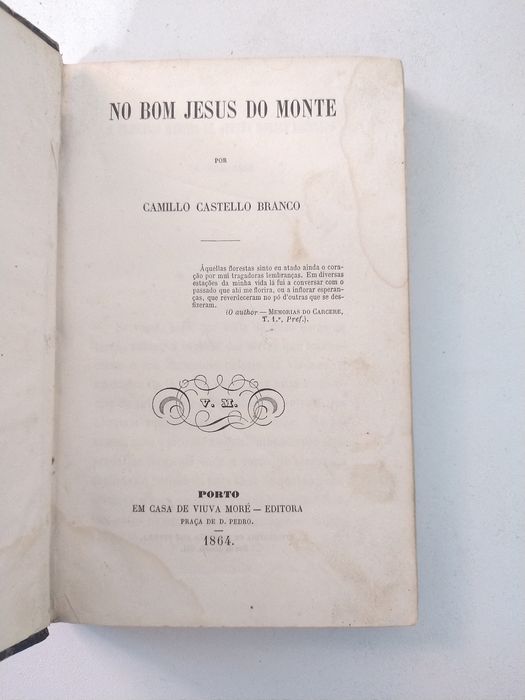 NO BOM JESUS DO MONTE
POR
CAMILLO CASTELLO BRANCO
Áquellas florestas sinto eu atado ainda o cora-
ção por mui tragadoras lembranças. Em diversas
estações da minha vida lá fui a conversar com o
passado que ahi me florira, ou a inflorar esperan-
ças, que reverdeceram no pó d'outras que se des-
fizeram.
(O author — MEMORIAS DO CARCERE,
T. 1.º, Pref.).
V. M.
PORTO
EM CASA DE VIUVA MORÉ — EDITORA
PRAÇA DE D. PEDRO.
1864.